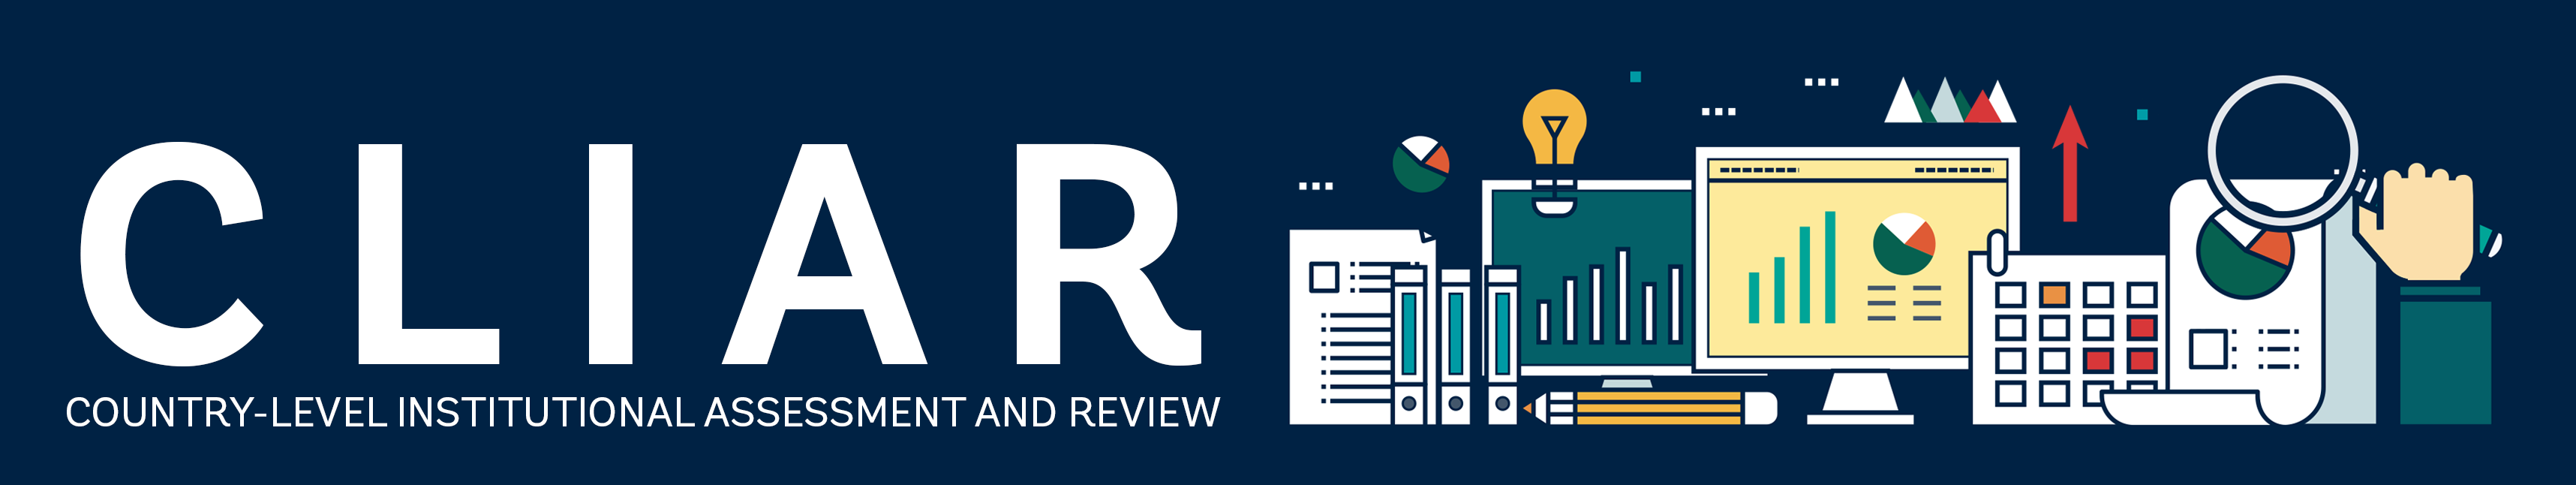 CLIAR
COUNTRY-LEVEL INSTITUTIONAL ASSESSMENT AND REVIEW